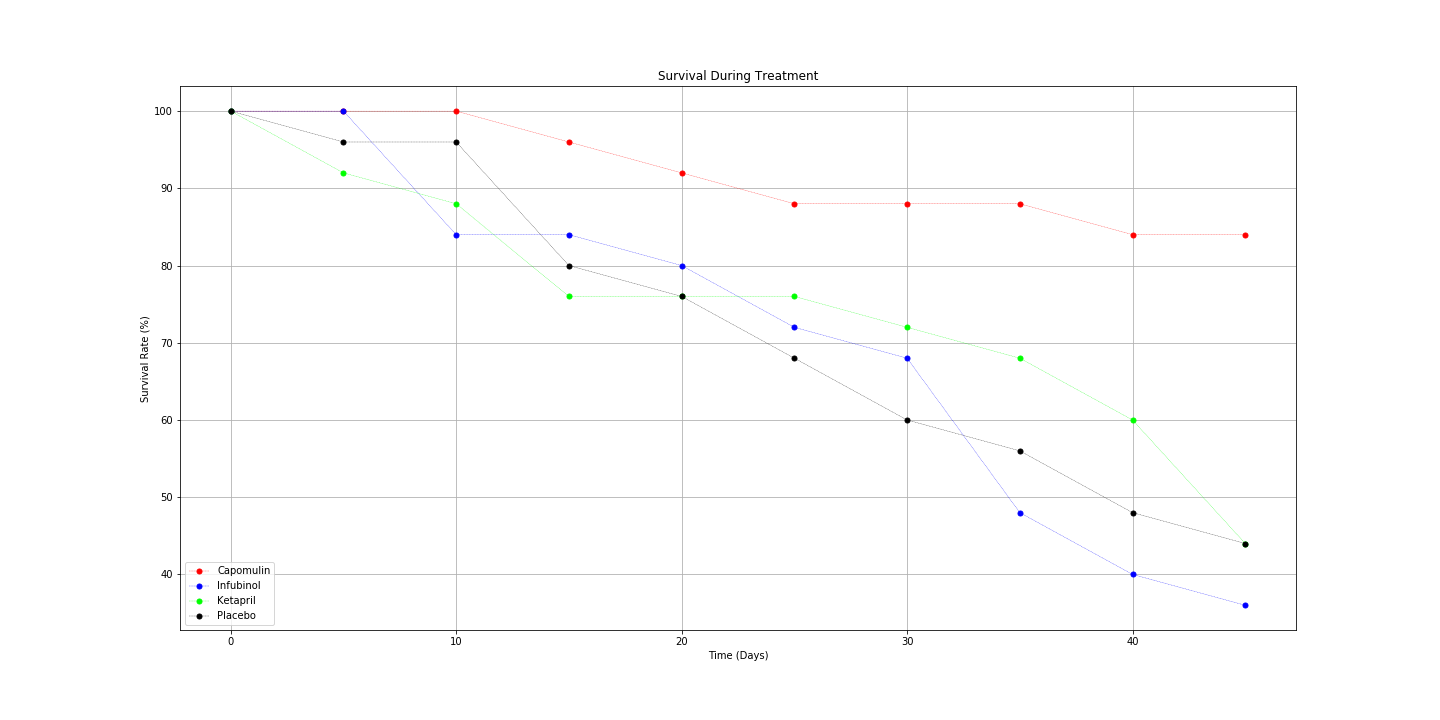 Survival During Treatment
Survival Rate (%)
100
90
80
70
60
50
40
Capomulin
Infubinol
Ketapril
Placebo
0
10
20
30
40
Time (Days)